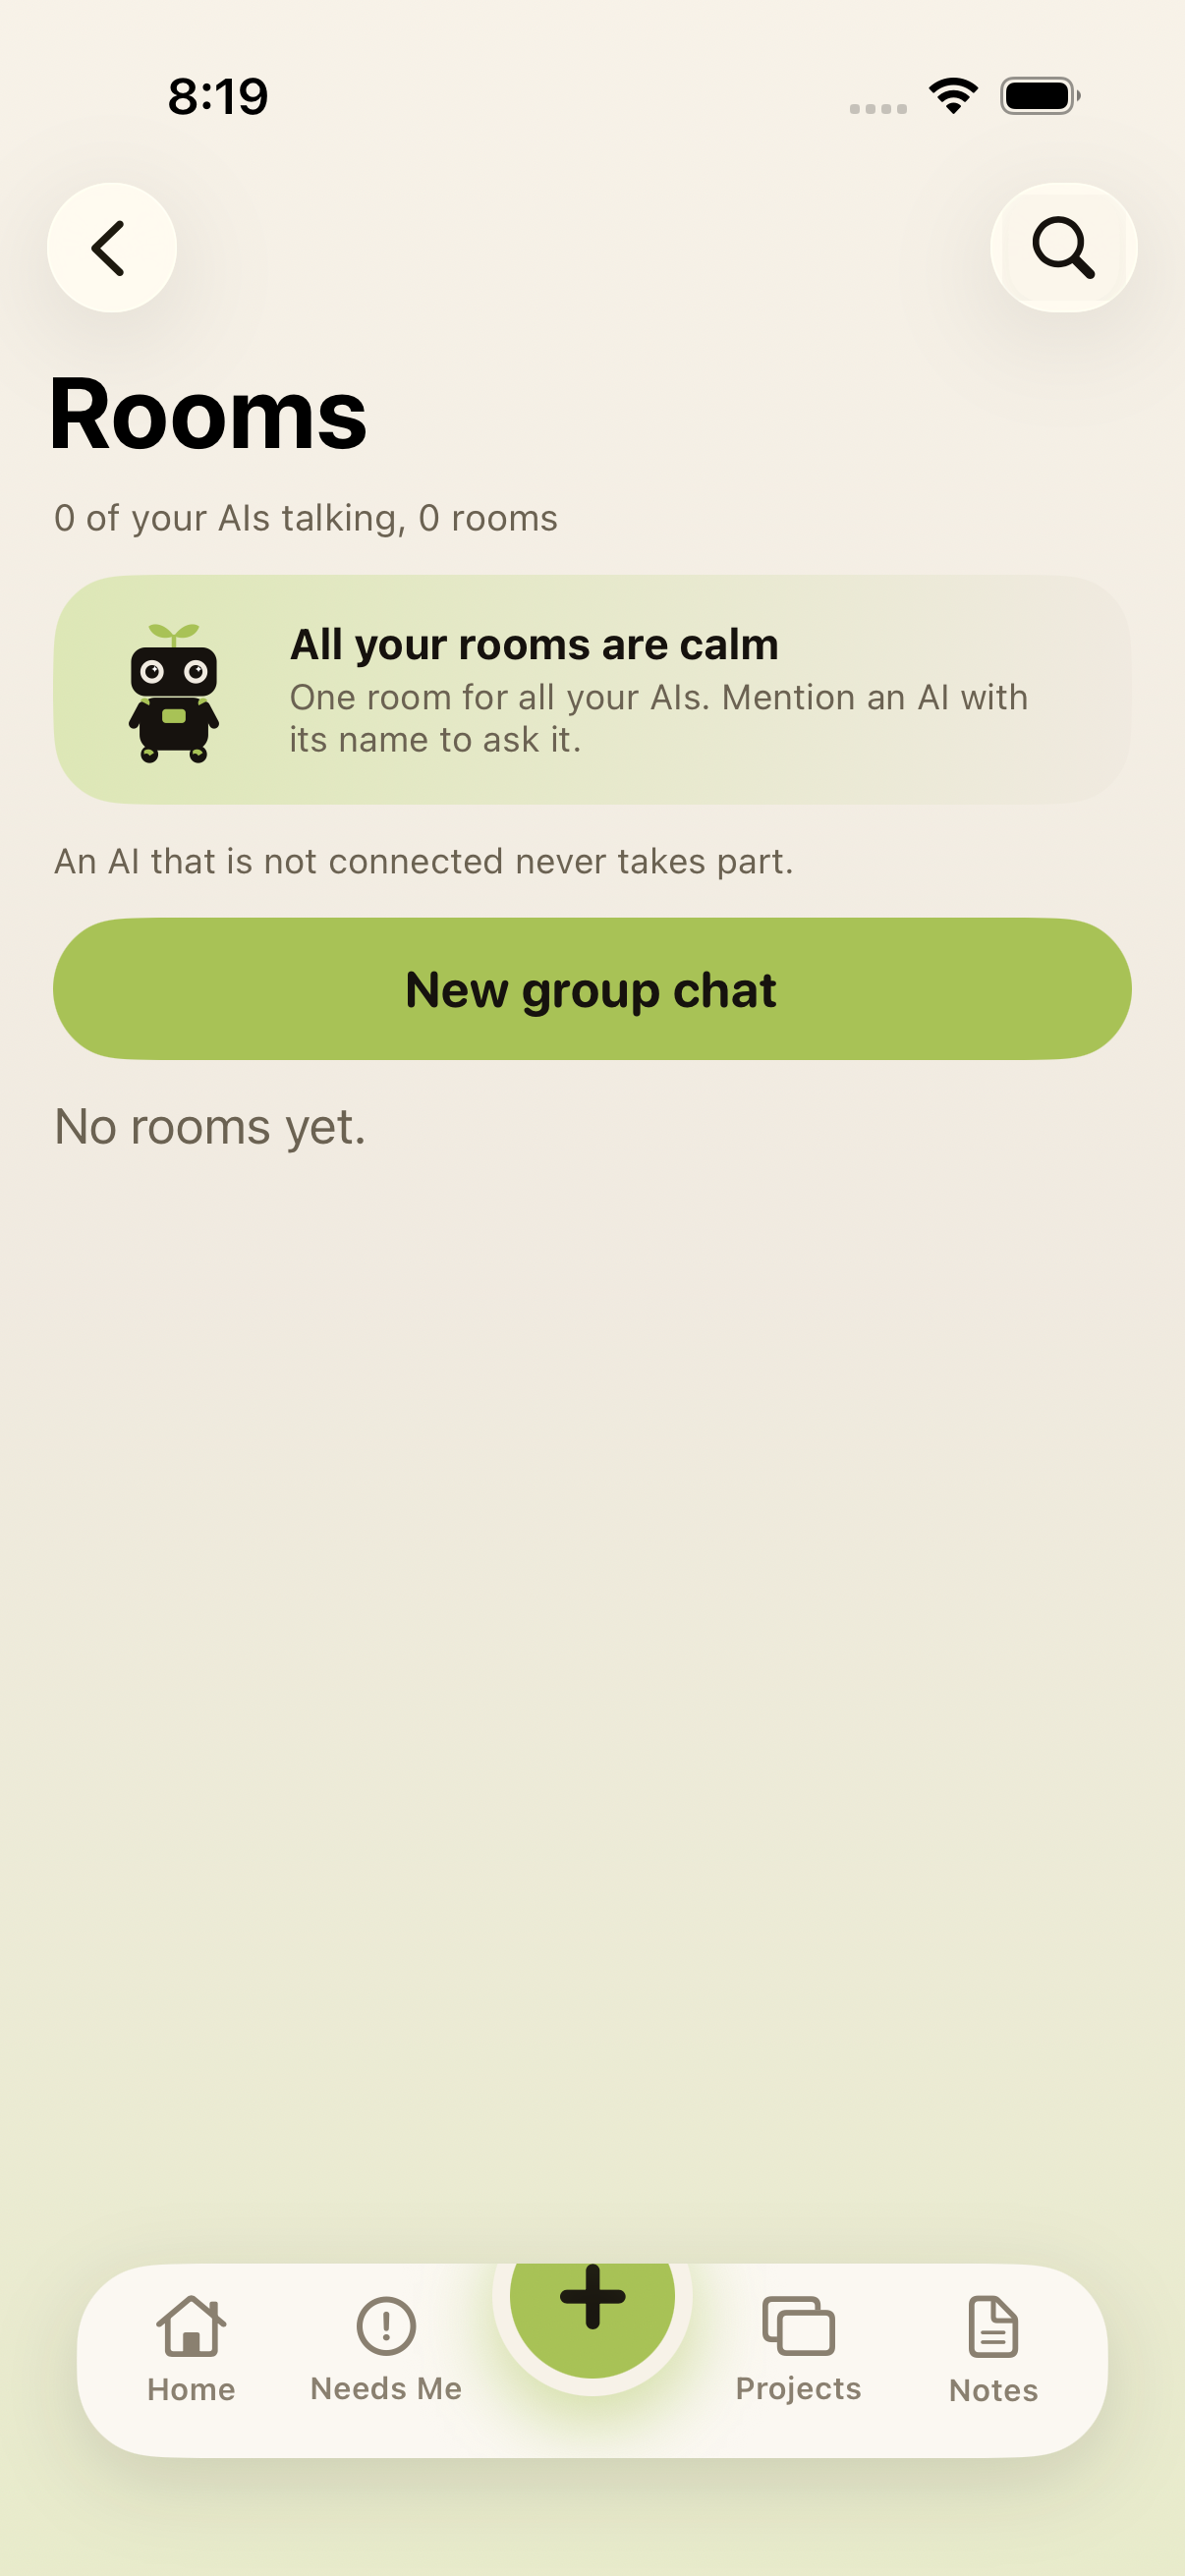 8:19
Rooms
0 of your AIs talking, 0 rooms
All your rooms are calm
One room for all your AIs. Mention an AI with
its name to ask it.
An AI that is not connected never takes part.
New group chat
No rooms yet.
Home
Needs Me
Projects
Notes